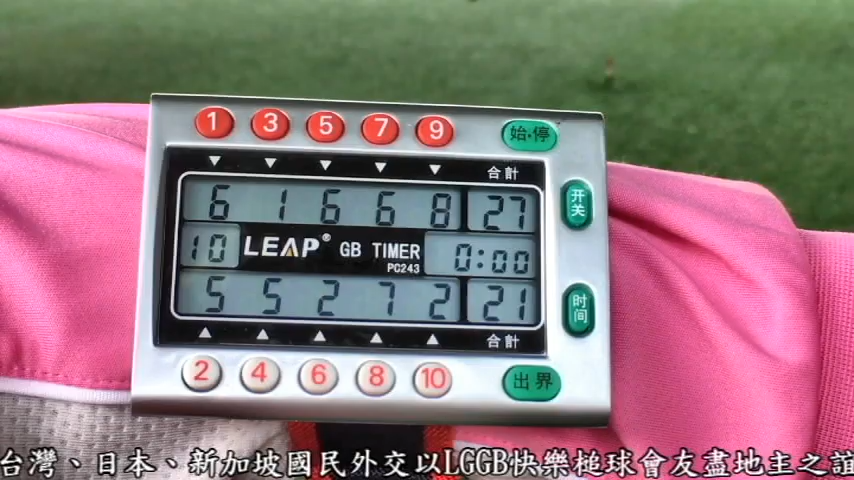 1 3 5 7 9 始·停
合計
6 1 6 6 8 27
开关
10 LEAP® GB TIMER 0:00
PC243
5 5 2 7 2 21
时间
合計
2 4 6 8 10 出界
台灣、日本、新加坡國民外交以LGGB快樂槌球會友盡地主之誼